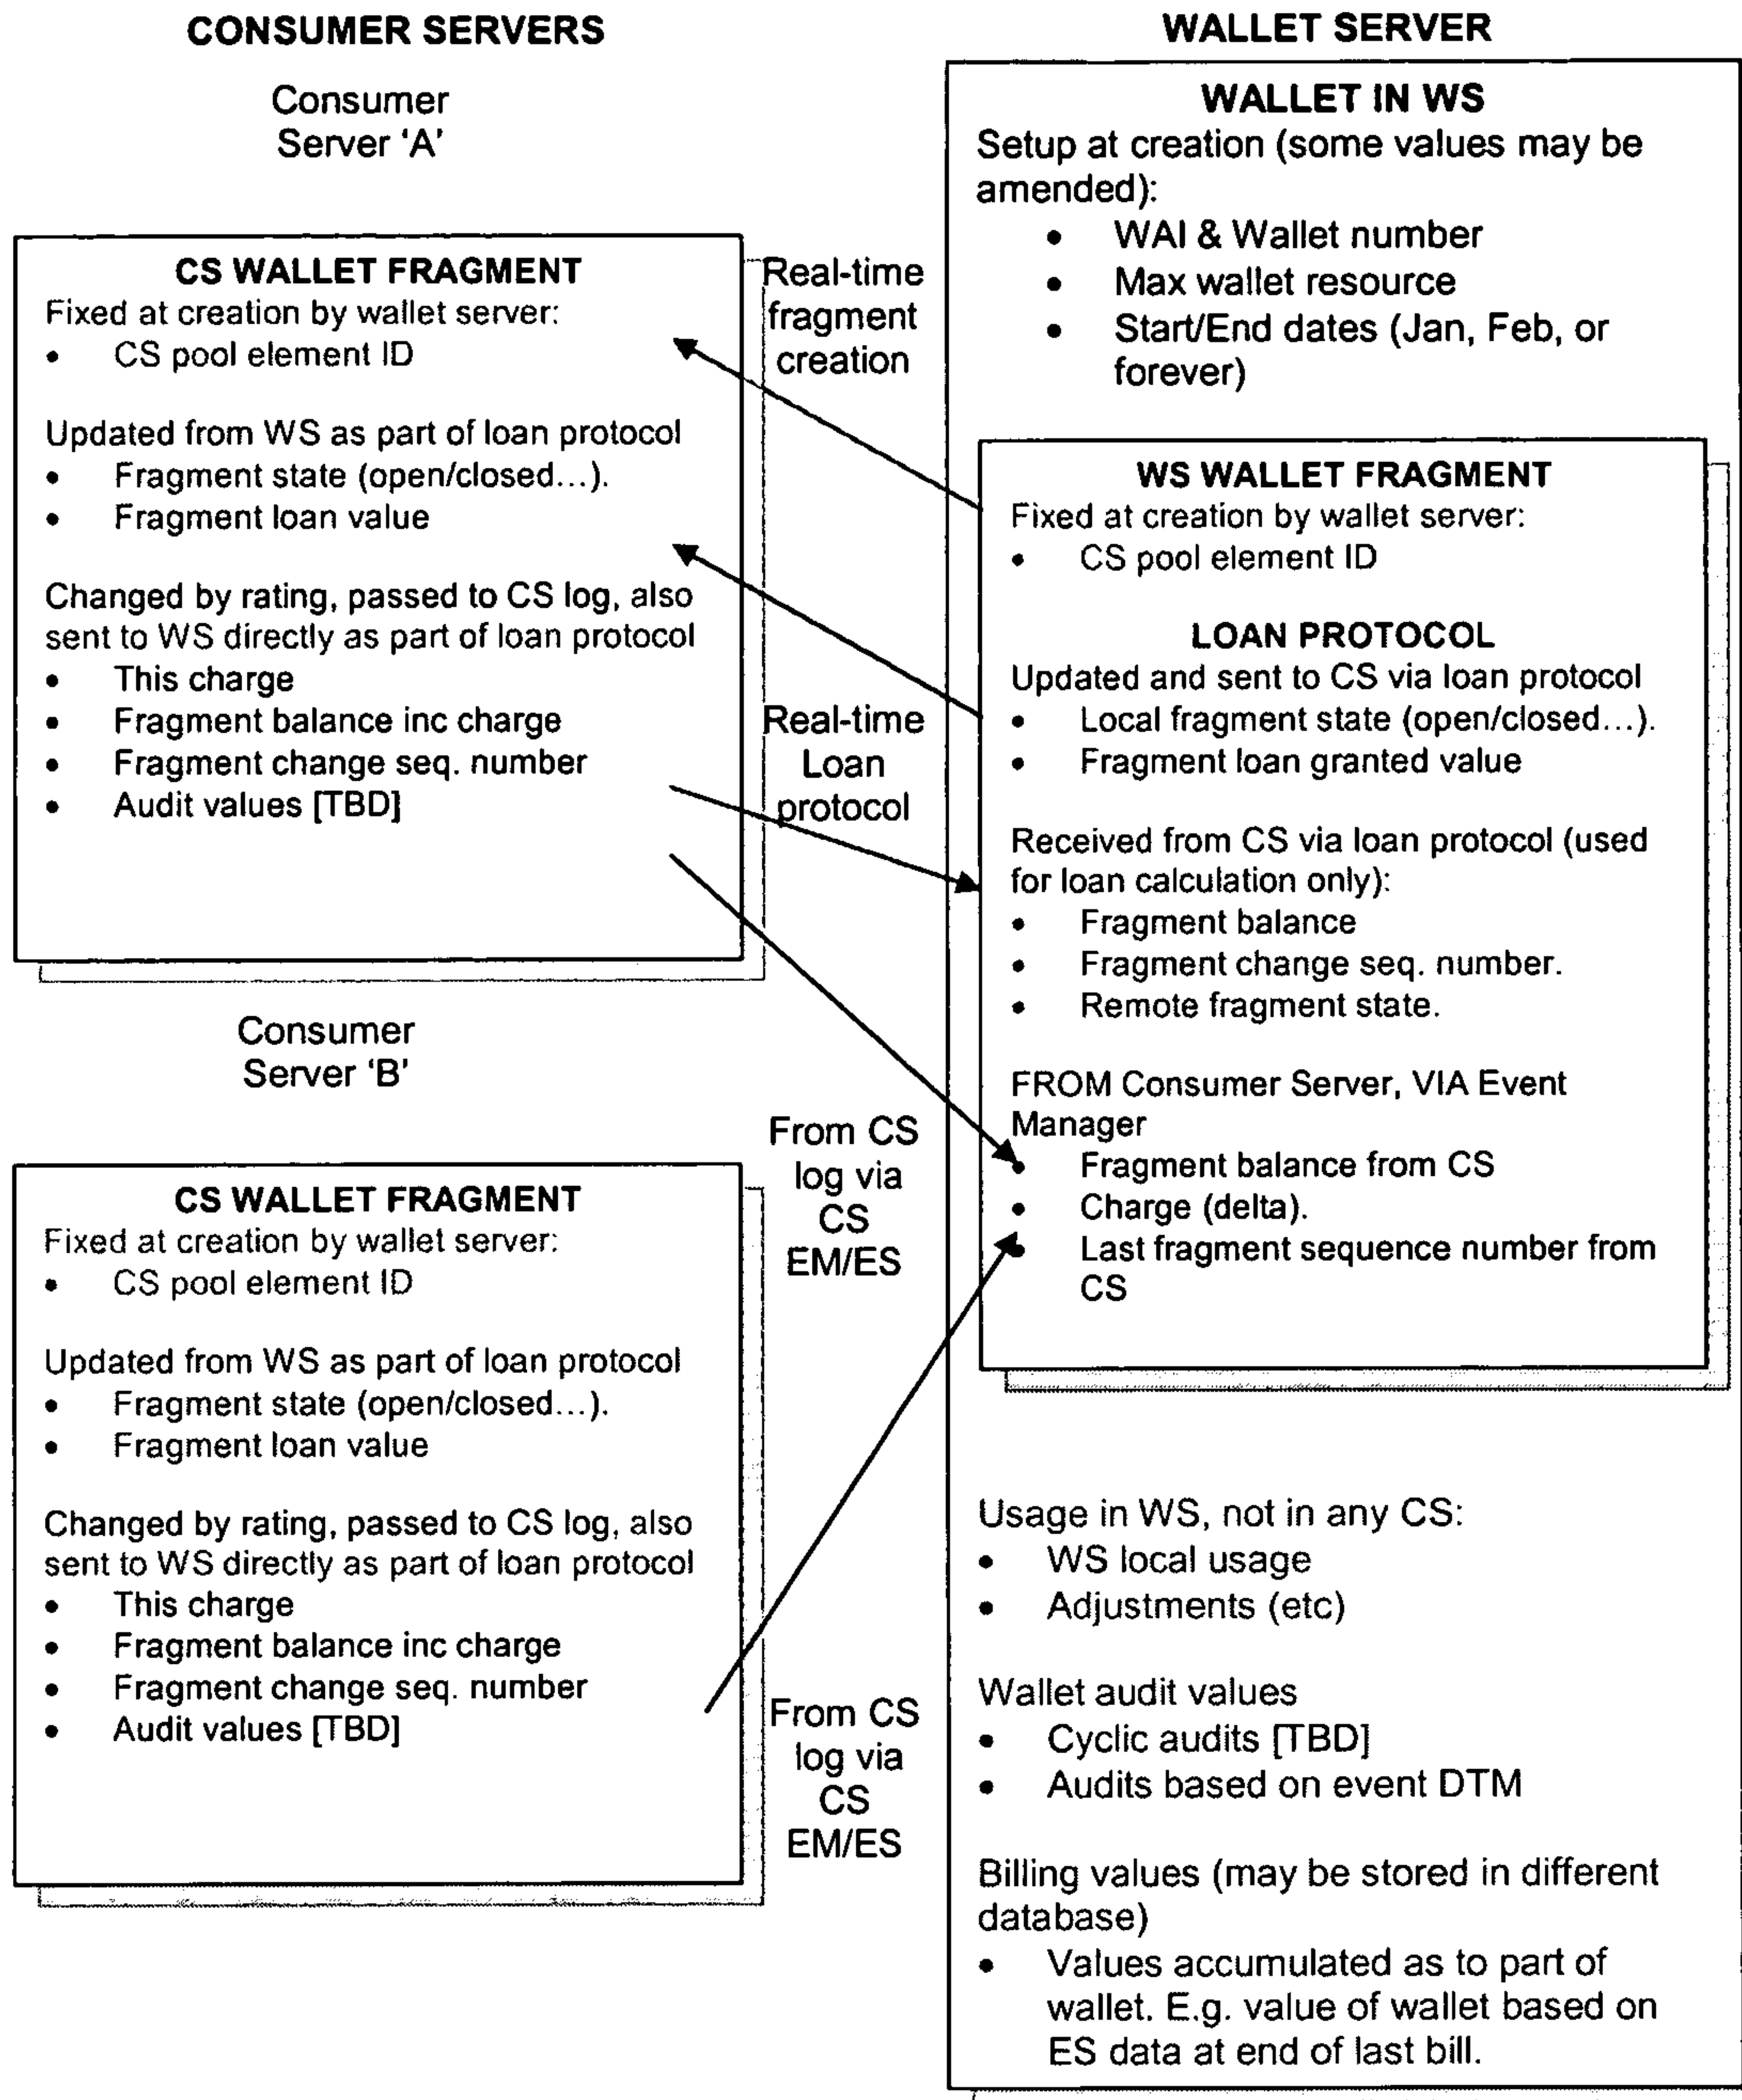 CONSUMER SERVERS
Consumer
Server ‘A’
CS WALLET FRAGMENT
Fixed at creation by wallet server:
• CS pool element ID
Updated from WS as part of loan protocol
• Fragment state (open/closed...).
• Fragment loan value
Changed by rating, passed to CS log, also
sent to WS directly as part of loan protocol
• This charge
• Fragment balance inc charge
• Fragment change seq. number
• Audit values [TBD]
Consumer
Server ‘B’
CS WALLET FRAGMENT
Fixed at creation by wallet server:
• CS pool element ID
Updated from WS as part of loan protocol
• Fragment state (open/closed...).
• Fragment loan value
Changed by rating, passed to CS log, also
sent to WS directly as part of loan protocol
• This charge
• Fragment balance inc charge
• Fragment change seq. number
• Audit values [TBD]
Real-time
fragment
creation
Real-time
Loan
protocol
From CS
log via
CS
EM/ES
From CS
log via
CS
EM/ES
WALLET SERVER
WALLET IN WS
Setup at creation (some values may be
amended):
• WAI & Wallet number
• Max wallet resource
• Start/End dates (Jan, Feb, or
forever)
WS WALLET FRAGMENT
Fixed at creation by wallet server:
• CS pool element ID
LOAN PROTOCOL
Updated and sent to CS via loan protocol
• Local fragment state (open/closed...).
• Fragment loan granted value
Received from CS via loan protocol (used
for loan calculation only):
• Fragment balance
• Fragment change seq. number.
• Remote fragment state.
FROM Consumer Server, VIA Event
Manager
• Fragment balance from CS
• Charge (delta).
• Last fragment sequence number from
CS
Usage in WS, not in any CS:
• WS local usage
• Adjustments (etc)
Wallet audit values
• Cyclic audits [TBD]
• Audits based on event DTM
Billing values (may be stored in different
database)
• Values accumulated as to part of
wallet. E.g. value of wallet based on
ES data at end of last bill.